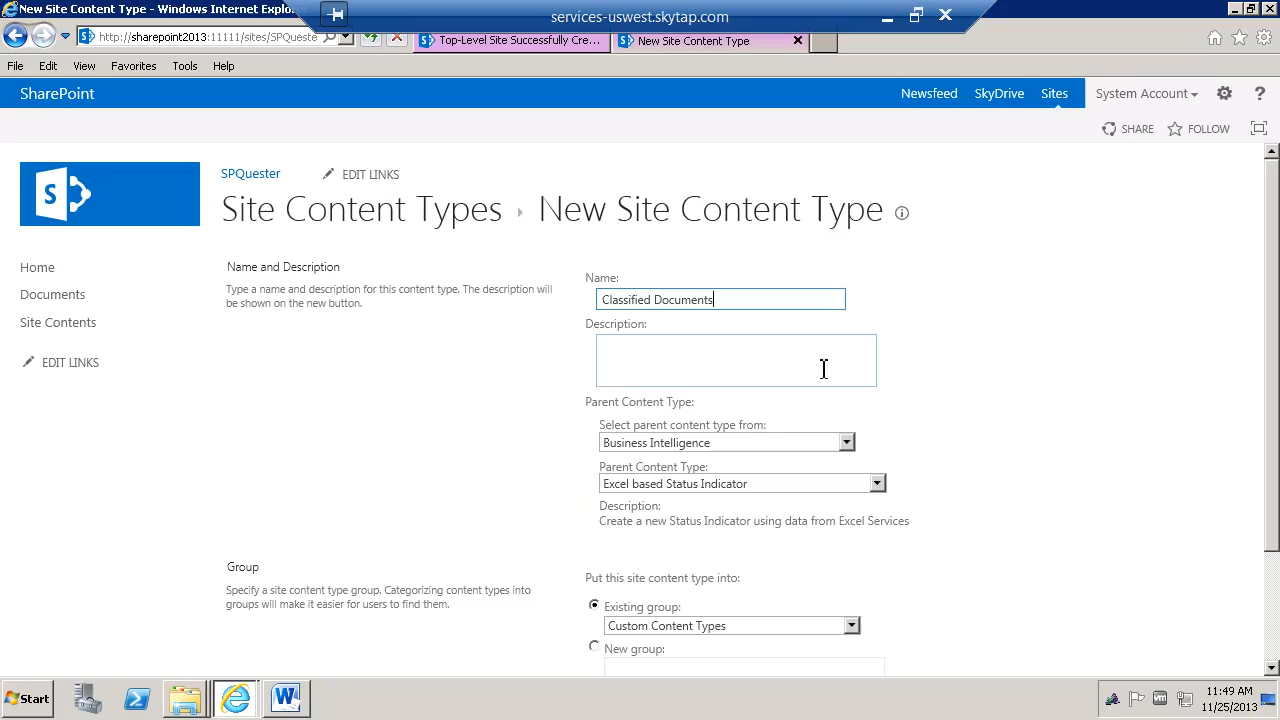 New Site Content Type - Windows Internet Explo
services-uswest.skytap.com
http://sharepoint2013:11111/sites/SPQueste
Top-Level Site Successfully Cre...
New Site Content Type
File Edit View Favorites Tools Help
SharePoint
Newsfeed SkyDrive Sites System Account ?
SHARE FOLLOW
S
SPQuester EDIT LINKS
Site Content Types New Site Content Type
Home
Documents
Site Contents
EDIT LINKS
Name and Description
Type a name and description for this content type. The description will
be shown on the new button.
Name:
Classified Documents
Description:
Parent Content Type:
Select parent content type from:
Business Intelligence
Parent Content Type:
Excel based Status Indicator
Description:
Create a new Status Indicator using data from Excel Services
Group
Specify a site content type group. Categorizing content types into
groups will make it easier for users to find them.
Put this site content type into:
Existing group:
Custom Content Types
New group:
Start
11:49 AM
11/25/2013